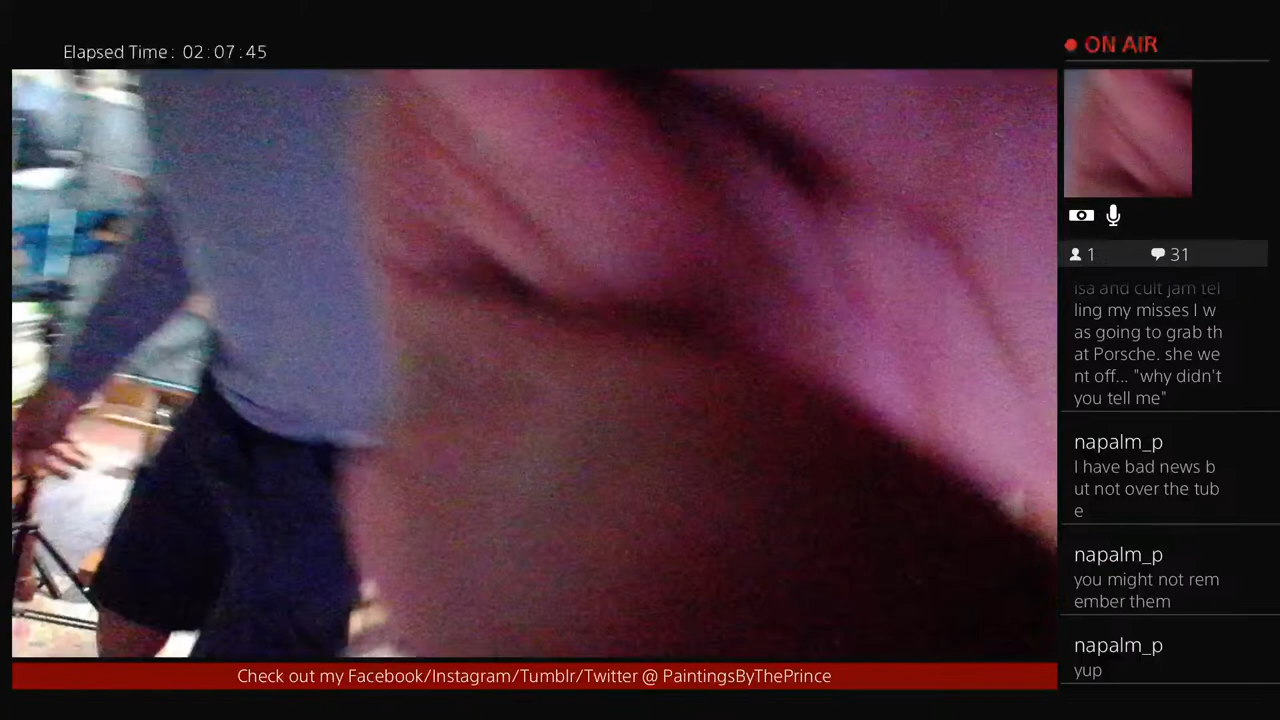 Elapsed Time: 02:07:45
ON AIR
1 31
isa and cult jam tel
ling my misses I w
as going to grab th
at Porsche. she we
nt off... "why didn't
you tell me"
napalm_p
I have bad news b
ut not over the tub
e
napalm_p
you might not rem
ember them
napalm_p
yup
Check out my Facebook/Instagram/Tumblr/Twitter @ PaintingsByThePrince